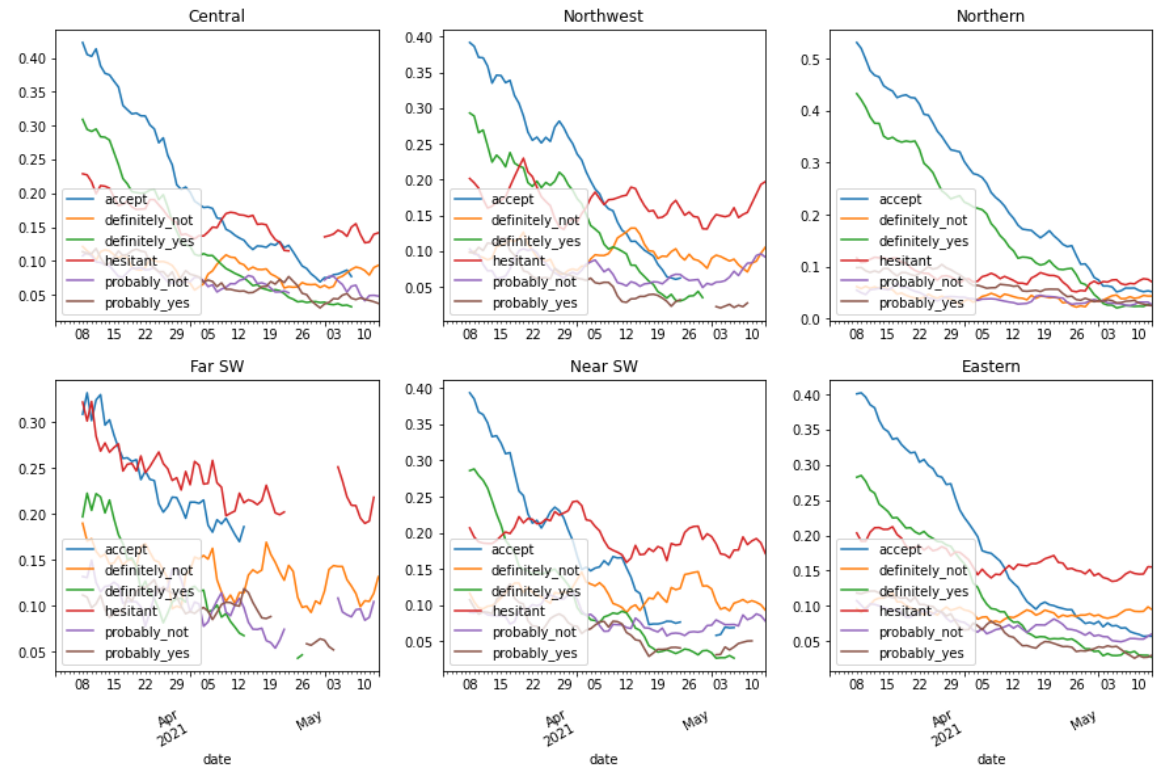 Central
0.40
0.35
0.30
0.25
0.20
0.15
0.10
0.05
accept
definitely_not
definitely_yes
hesitant
probably_not
probably_yes
08 15 22 29 05 12 19 26 03 10
Northwest
0.40
0.35
0.30
0.25
0.20
0.15
0.10
0.05
accept
definitely_not
definitely_yes
hesitant
probably_not
probably_yes
08 15 22 29 05 12 19 26 03 10
Northern
0.5
0.4
0.3
0.2
0.1
0.0
accept
definitely_not
definitely_yes
hesitant
probably_not
probably_yes
08 15 22 29 05 12 19 26 03 10
Far SW
0.30
0.25
0.20
0.15
0.10
0.05
accept
definitely_not
definitely_yes
hesitant
probably_not
probably_yes
08 15 22 29 05 12 19 26 03 10
Apr
2021
May
date
Near SW
0.40
0.35
0.30
0.25
0.20
0.15
0.10
0.05
accept
definitely_not
definitely_yes
hesitant
probably_not
probably_yes
08 15 22 29 05 12 19 26 03 10
Apr
2021
May
date
Eastern
0.40
0.35
0.30
0.25
0.20
0.15
0.10
0.05
accept
definitely_not
definitely_yes
hesitant
probably_not
probably_yes
08 15 22 29 05 12 19 26 03 10
Apr
2021
May
date